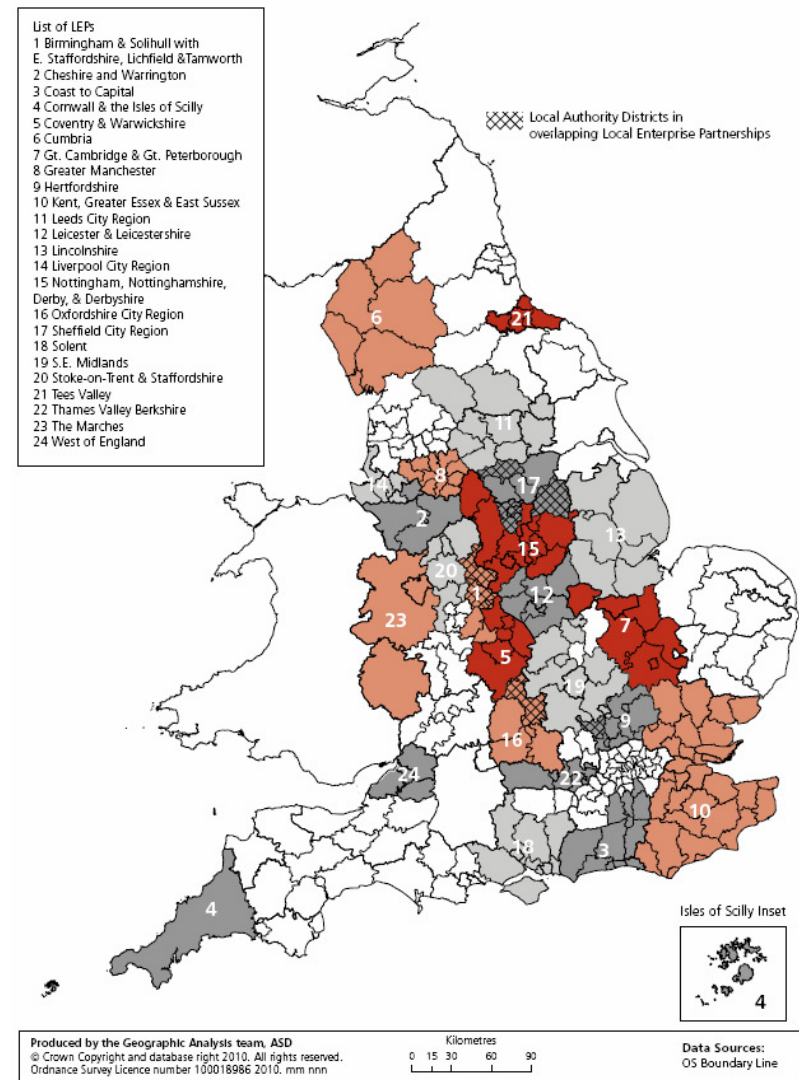 List of LEPs
1 Birmingham & Solihull with
E. Staffordshire, Lichfield &Tamworth
2 Cheshire and Warrington
3 Coast to Capital
4 Cornwall & the Isles of Scilly
5 Coventry & Warwickshire
6 Cumbria
7 Gt. Cambridge & Gt. Peterborough
8 Greater Manchester
9 Hertfordshire
10 Kent, Greater Essex & East Sussex
11 Leeds City Region
12 Leicester & Leicestershire
13 Lincolnshire
14 Liverpool City Region
15 Nottingham, Nottinghamshire,
Derby, & Derbyshire
16 Oxfordshire City Region
17 Sheffield City Region
18 Solent
19 S.E. Midlands
20 Stoke-on-Trent & Staffordshire
21 Tees Valley
22 Thames Valley Berkshire
23 The Marches
24 West of England
Local Authority Districts in
overlapping Local Enterprise Partnerships
6
21
11
8
14
17
2
15
13
20
1
12
23
7
5
19
9
16
24
22
10
18
3
4
Isles of Scilly Inset
4
Produced by the Geographic Analysis team, ASD
© Crown Copyright and database right 2010. All rights reserved.
Ordnance Survey Licence number 100018986 2010. mm nnn
Kilometres
0 15 30 60 90
Data Sources:
OS Boundary Line